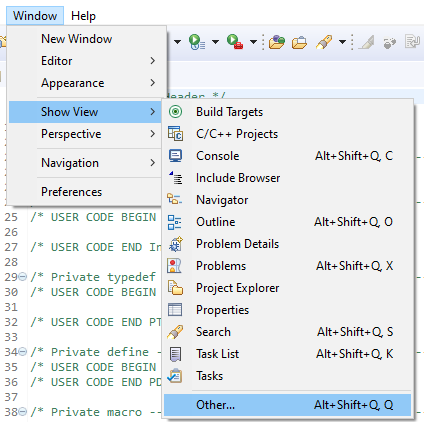 Window Help
New Window
Editor
Appearance
Show View
Perspective
Navigation
Preferences
Header */
Build Targets
C/C++ Projects
Console Alt+Shift+Q, C
Include Browser
Navigator
Outline Alt+Shift+Q, O
Problem Details
Problems Alt+Shift+Q, X
Project Explorer
Properties
Search Alt+Shift+Q, S
Task List Alt+Shift+Q, K
Tasks
Other... Alt+Shift+Q, Q
25 /* USER CODE BEGIN
26
27 /* USER CODE END In
28
29 /* Private typedef
30 /* USER CODE BEGIN
31
32 /* USER CODE END PT
33
34 /* Private define -
35 /* USER CODE BEGIN
36 /* USER CODE END PD
37
38 /* Private macro --